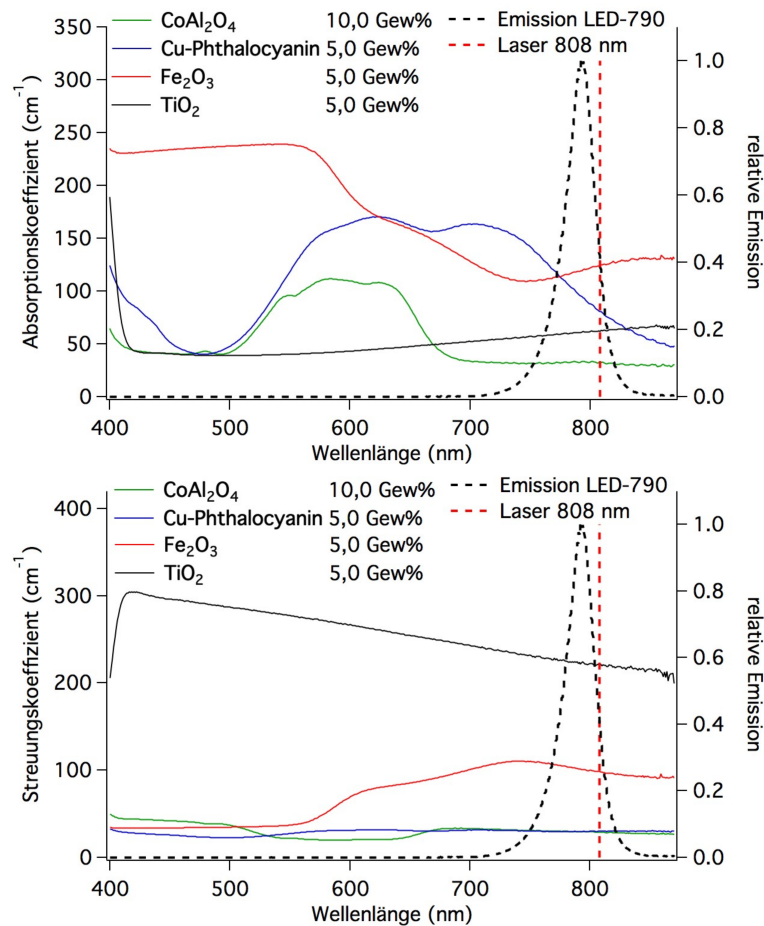 CoAl₂O₄ 10,0 Gew%
Cu-Phthalocyanin 5,0 Gew%
Fe₂O₃ 5,0 Gew%
TiO₂ 5,0 Gew%
Emission LED-790
Laser 808 nm
350
300
250
200
150
100
50
0
Absorptionskoeffizient (cm⁻¹)
1.0
0.8
0.6
0.4
0.2
0.0
relative Emission
400 500 600 700 800
Wellenlänge (nm)
CoAl₂O₄ 10,0 Gew%
Cu-Phthalocyanin 5,0 Gew%
Fe₂O₃ 5,0 Gew%
TiO₂ 5,0 Gew%
Emission LED-790
Laser 808 nm
400
300
200
100
0
Streuungskoeffizient (cm⁻¹)
1.0
0.8
0.6
0.4
0.2
0.0
relative Emission
400 500 600 700 800
Wellenlänge (nm)